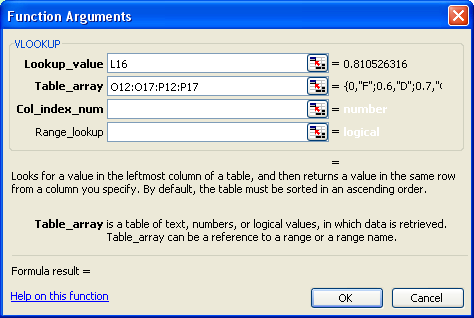 Function Arguments
VLOOKUP
Lookup_value L16 = 0.810526316
Table_array O12:O17:P12:P17 = {0,"F";0.6,"D";0.7,"C
Col_index_num = number
Range_lookup = logical
=
Looks for a value in the leftmost column of a table, and then returns a value in the same row
from a column you specify. By default, the table must be sorted in an ascending order.
Table_array is a table of text, numbers, or logical values, in which data is retrieved.
Table_array can be a reference to a range or a range name.
Formula result =
Help on this function OK Cancel